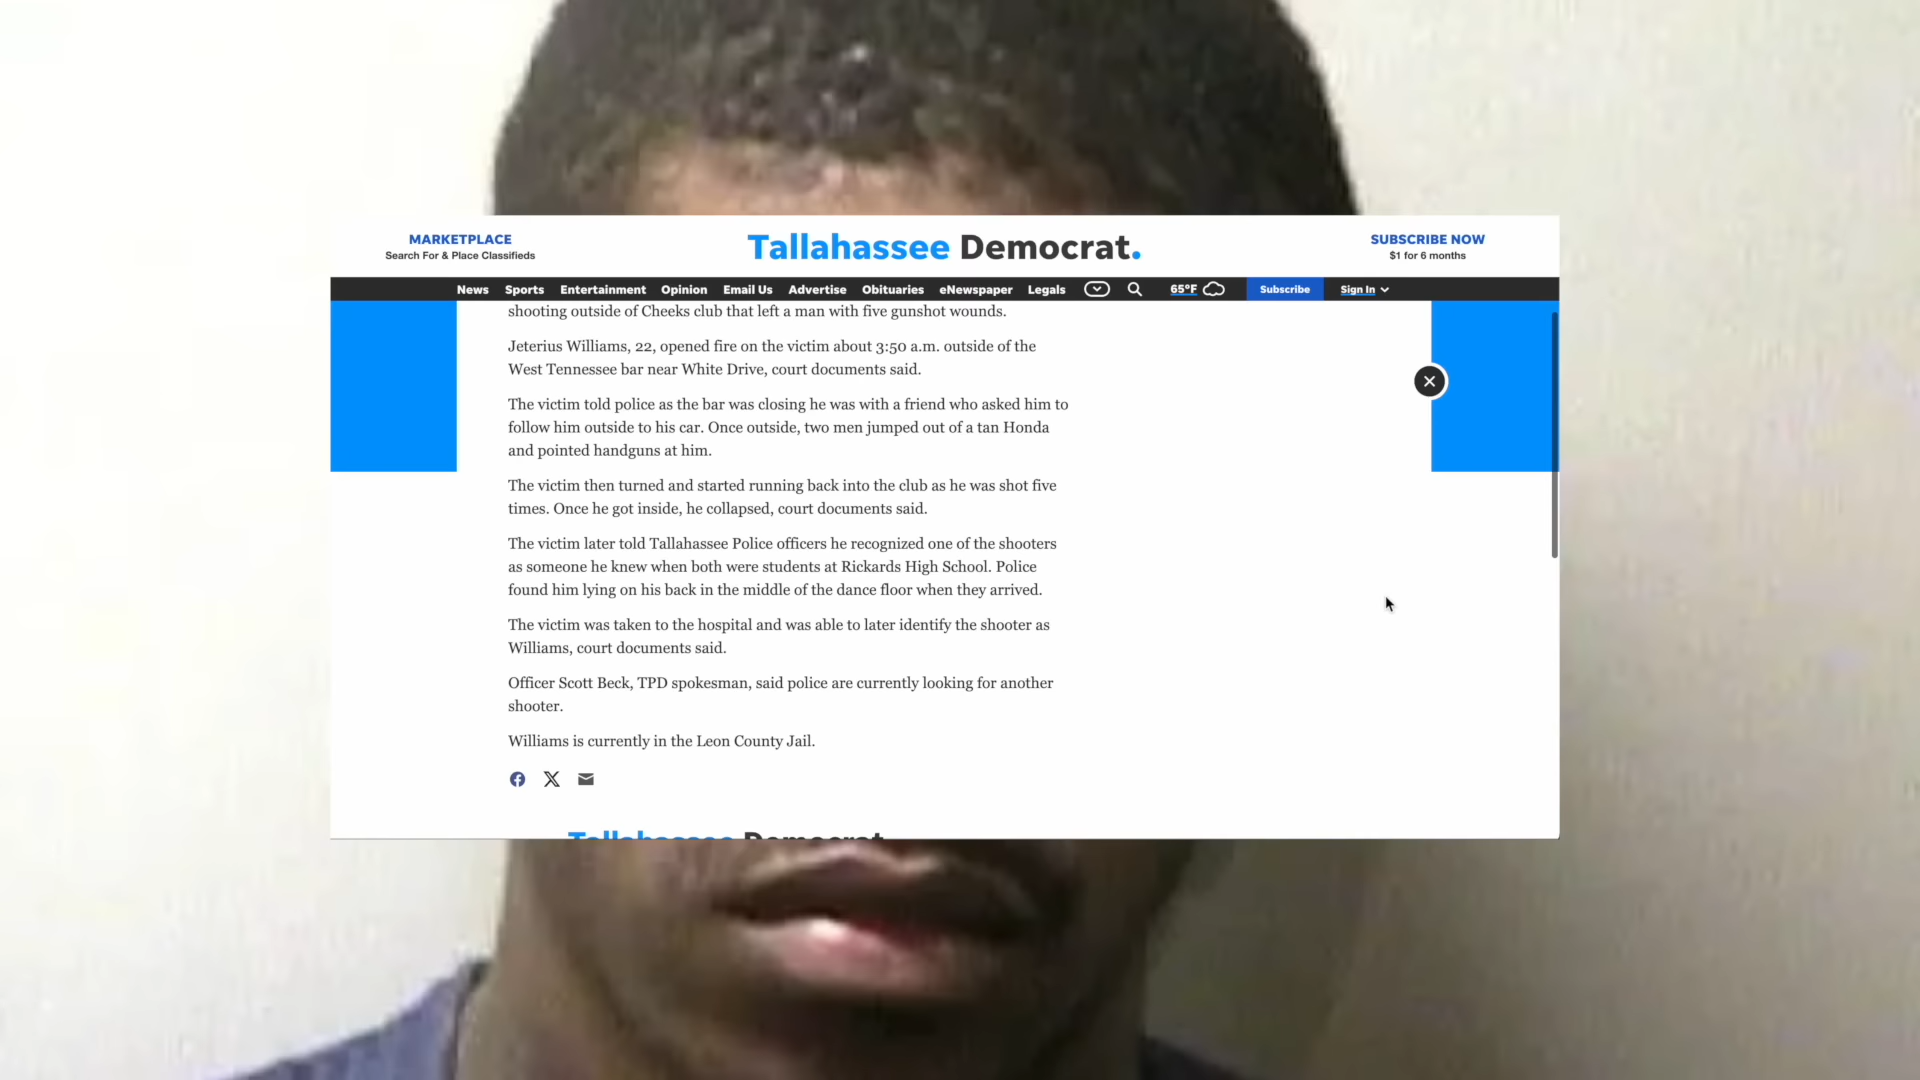 MARKETPLACE
Search For & Place Classifieds
Tallahassee Democrat.
SUBSCRIBE NOW
$1 for 6 months
News Sports Entertainment Opinion Email Us Advertise Obituaries eNewspaper Legals 65°F Subscribe Sign In
shooting outside of Cheeks club that left a man with five gunshot wounds.
Jeterius Williams, 22, opened fire on the victim about 3:50 a.m. outside of the
West Tennessee bar near White Drive, court documents said.
The victim told police as the bar was closing he was with a friend who asked him to
follow him outside to his car. Once outside, two men jumped out of a tan Honda
and pointed handguns at him.
The victim then turned and started running back into the club as he was shot five
times. Once he got inside, he collapsed, court documents said.
The victim later told Tallahassee Police officers he recognized one of the shooters
as someone he knew when both were students at Rickards High School. Police
found him lying on his back in the middle of the dance floor when they arrived.
The victim was taken to the hospital and was able to later identify the shooter as
Williams, court documents said.
Officer Scott Beck, TPD spokesman, said police are currently looking for another
shooter.
Williams is currently in the Leon County Jail.
Tallahassee Democrat